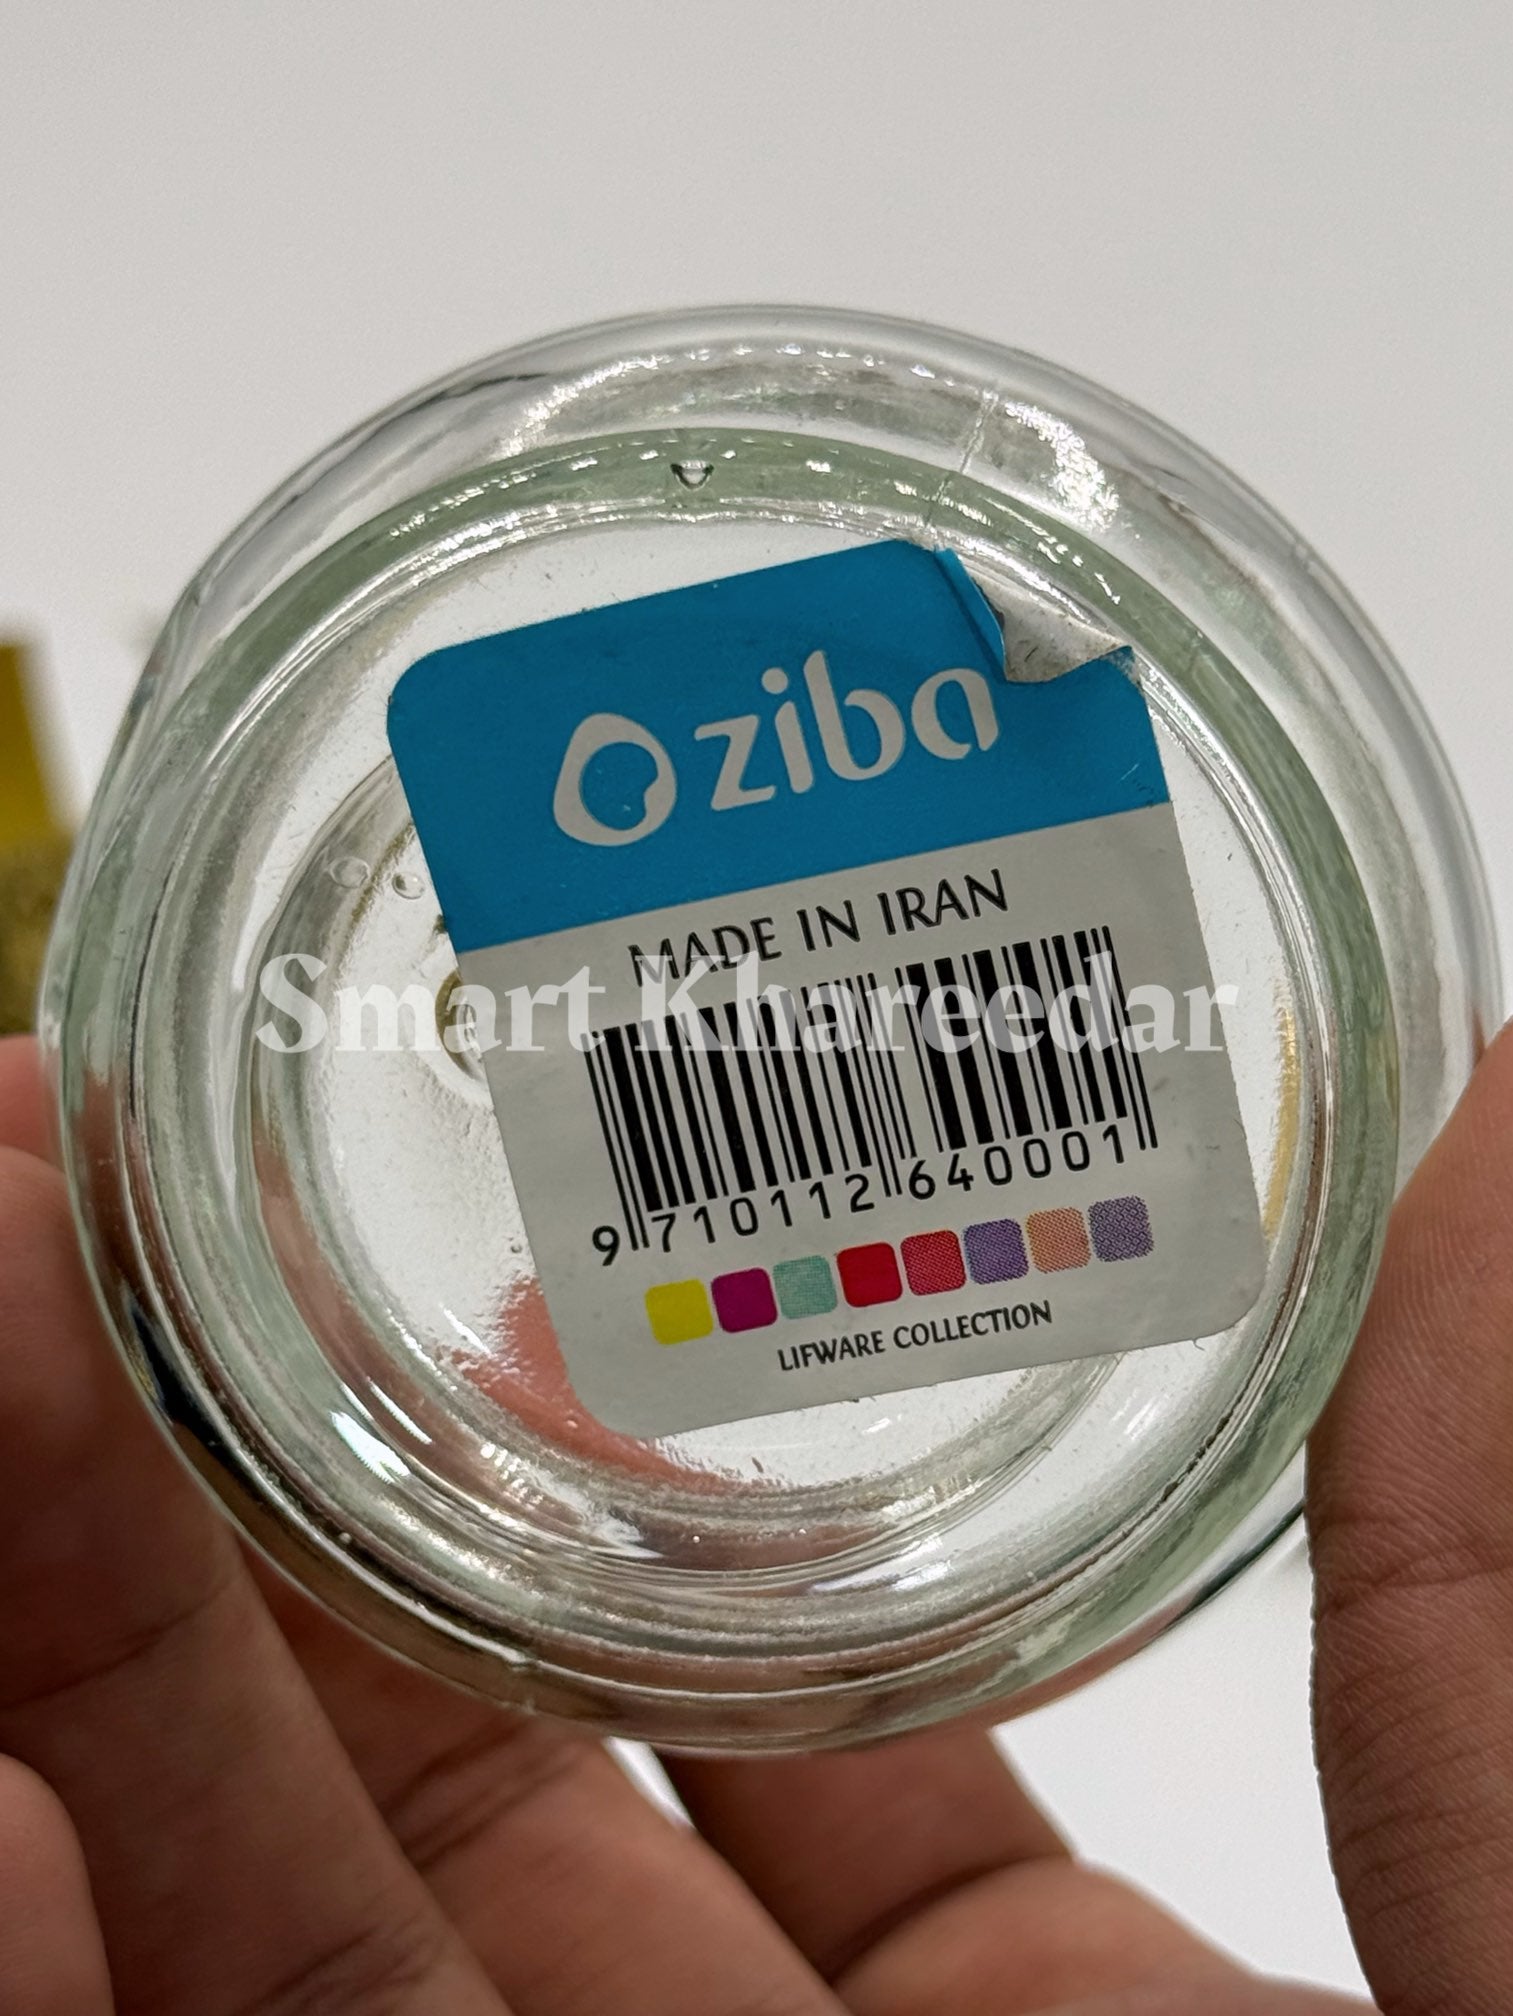 ziba
MADE IN IRAN
Smart Khareedar
9 710112 640001
LIFWARE COLLECTION